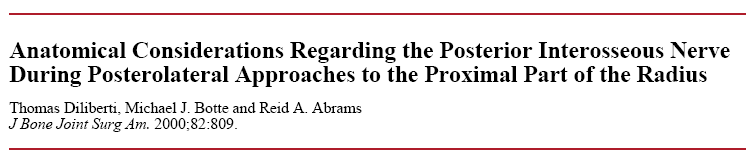 Anatomical Considerations Regarding the Posterior Interosseous Nerve
During Posterolateral Approaches to the Proximal Part of the Radius
Thomas Diliberti, Michael J. Botte and Reid A. Abrams
J Bone Joint Surg Am. 2000;82:809.